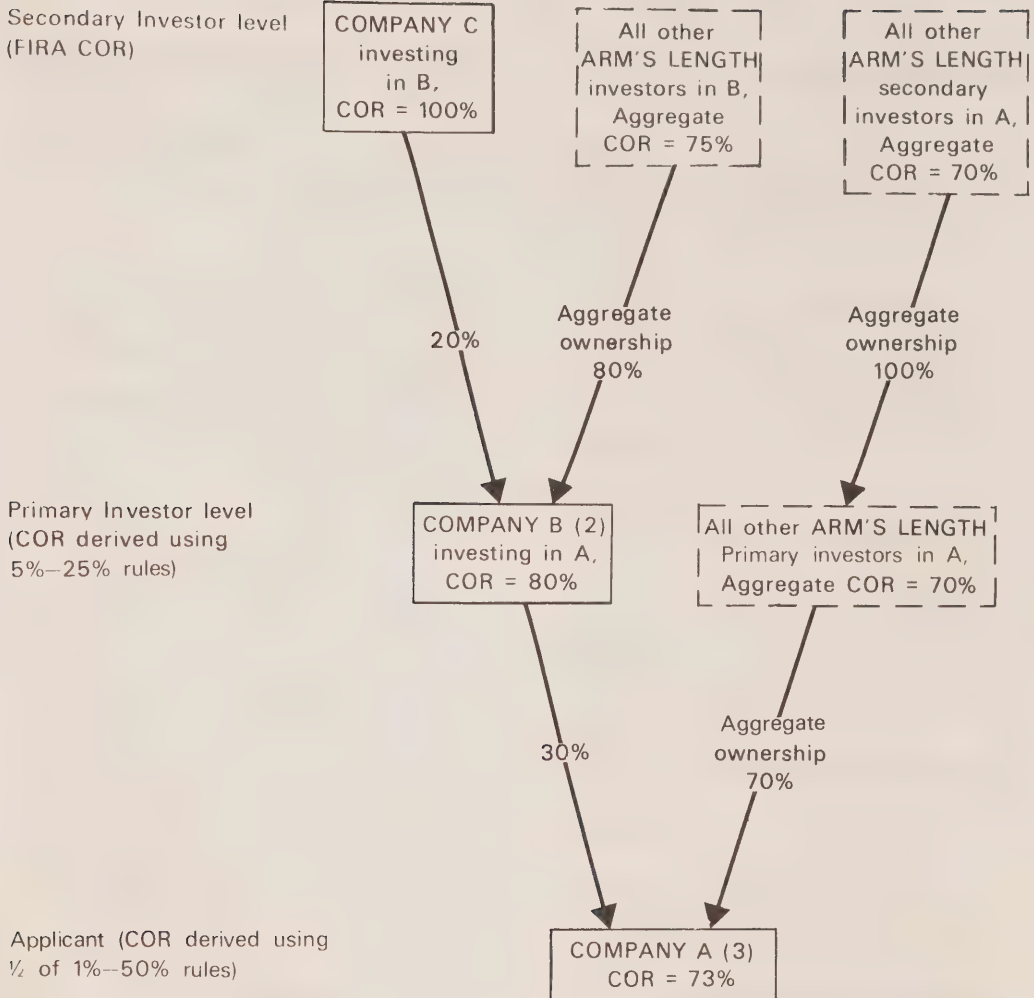 Secondary Investor level
(FIRA COR)
COMPANY C
investing
in B,
COR = 100%
All other
ARM'S LENGTH
investors in B,
Aggregate
COR = 75%
All other
ARM'S LENGTH
secondary
investors in A,
Aggregate
COR = 70%
20%
Aggregate
ownership
80%
Aggregate
ownership
100%
Primary Investor level
(COR derived using
5%–25% rules)
COMPANY B (2)
investing in A,
COR = 80%
All other ARM'S LENGTH
Primary investors in A,
Aggregate COR = 70%
30%
Aggregate
ownership
70%
Applicant (COR derived using
½ of 1%--50% rules)
COMPANY A (3)
COR = 73%